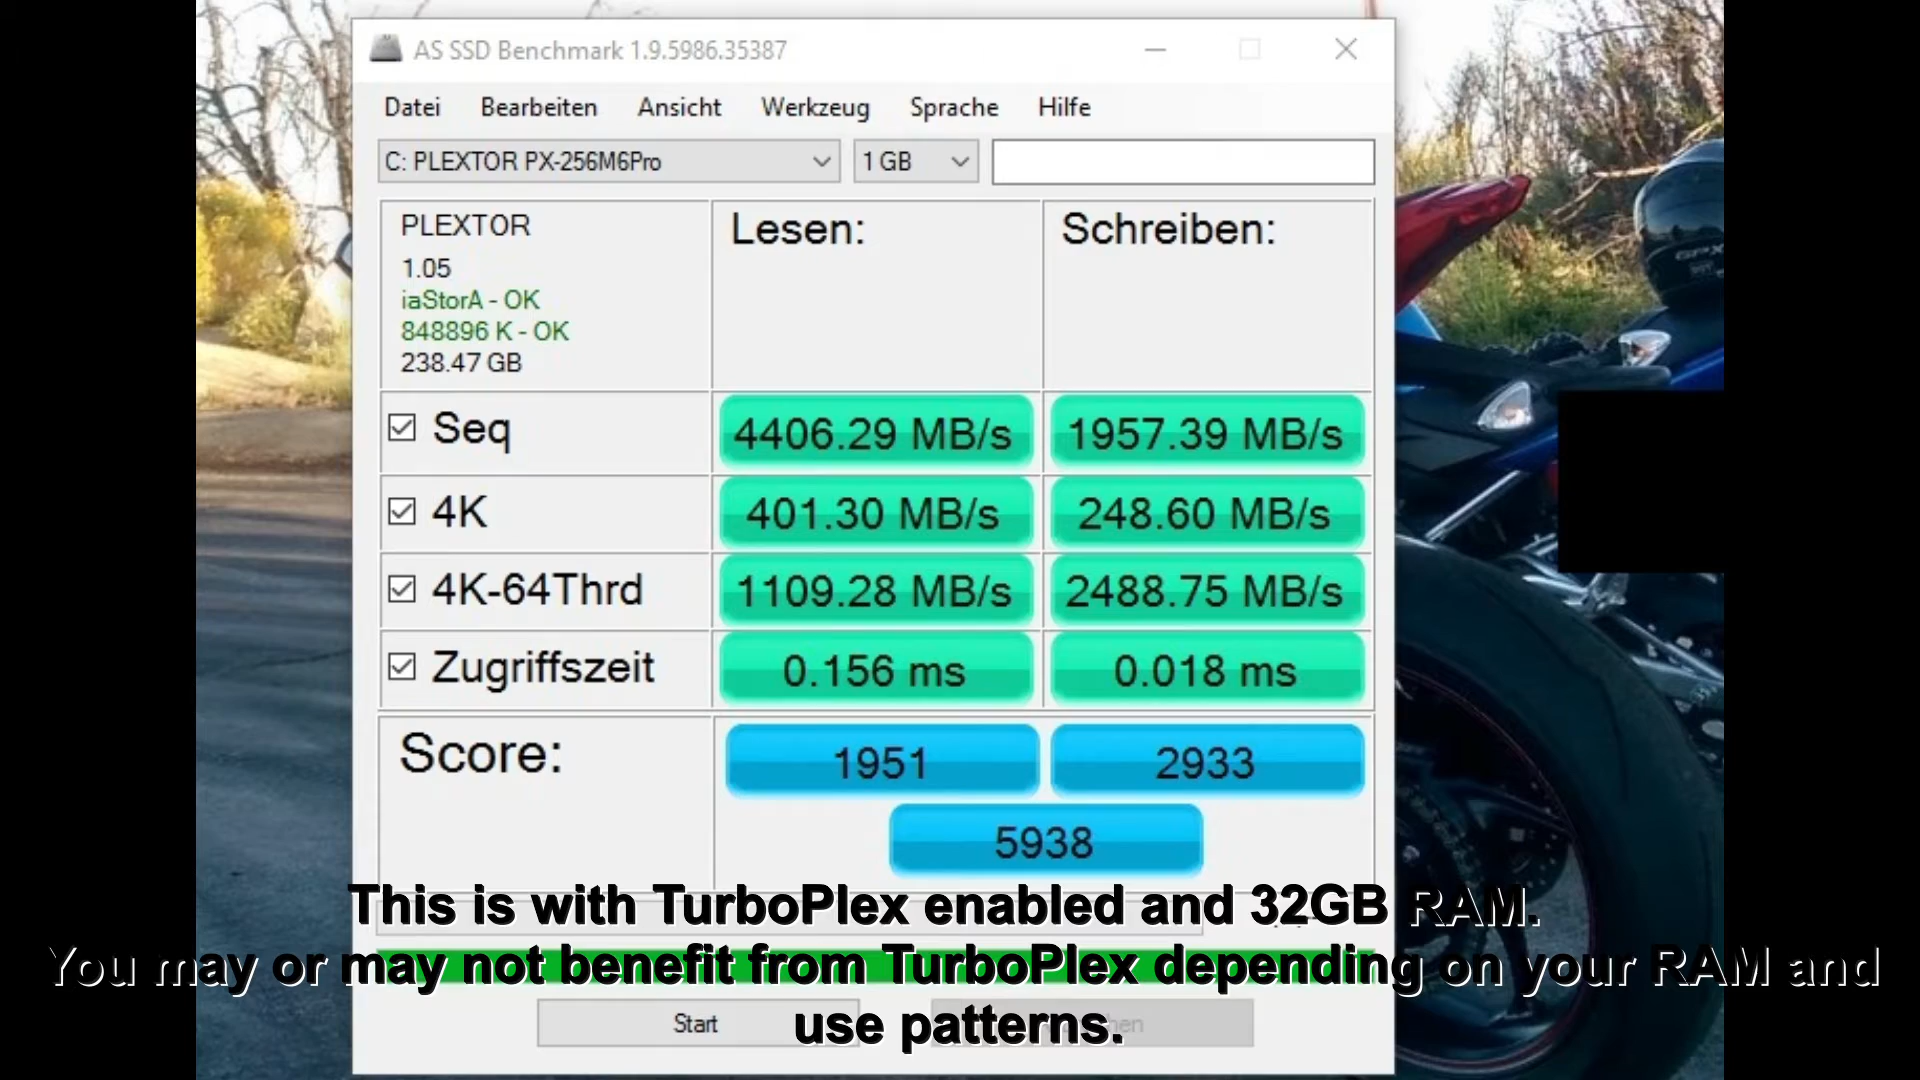 AS SSD Benchmark 1.9.5986.35387
Datei Bearbeiten Ansicht Werkzeug Sprache Hilfe
C: PLEXTOR PX-256M6Pro 1 GB
PLEXTOR
1.05
iaStorA - OK
848896 K - OK
238.47 GB
Lesen: Schreiben:
Seq 4406.29 MB/s 1957.39 MB/s
4K 401.30 MB/s 248.60 MB/s
4K-64Thrd 1109.28 MB/s 2488.75 MB/s
Zugriffszeit 0.156 ms 0.018 ms
Score: 1951 2933
5938
This is with TurboPlex enabled and 32GB RAM.
You may or may not benefit from TurboPlex depending on your RAM and
use patterns.
Start
GPX